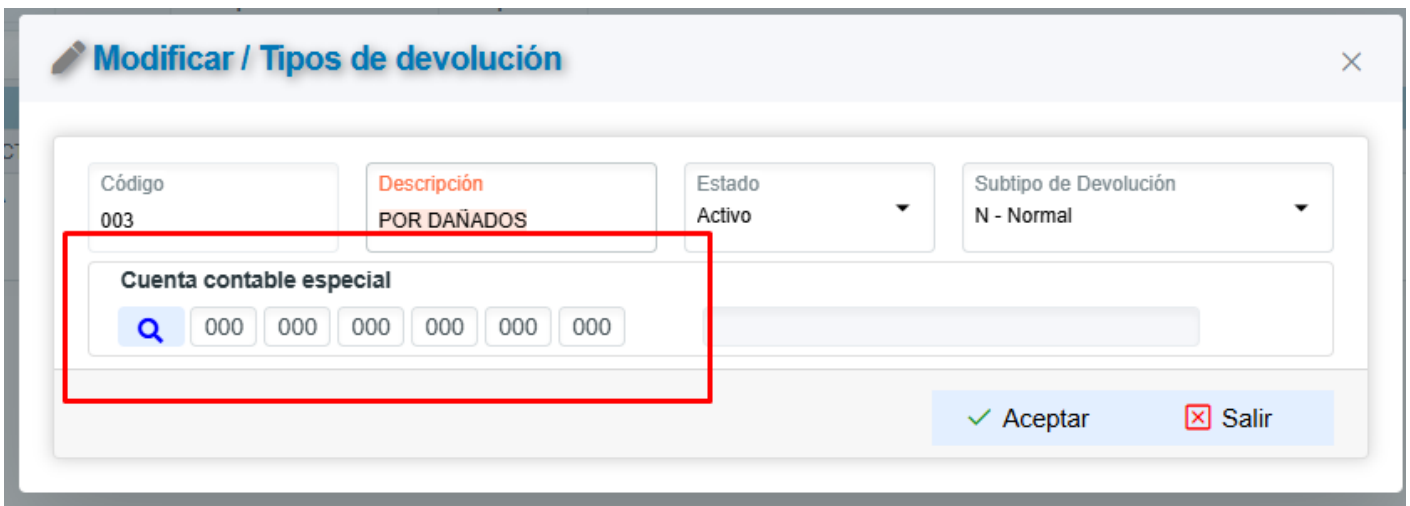 Modificar / Tipos de devolución
Código
003
Descripción
POR DAÑADOS
Estado
Activo
Subtipo de Devolución
N - Normal
Cuenta contable especial
000 000 000 000 000 000
Aceptar Salir